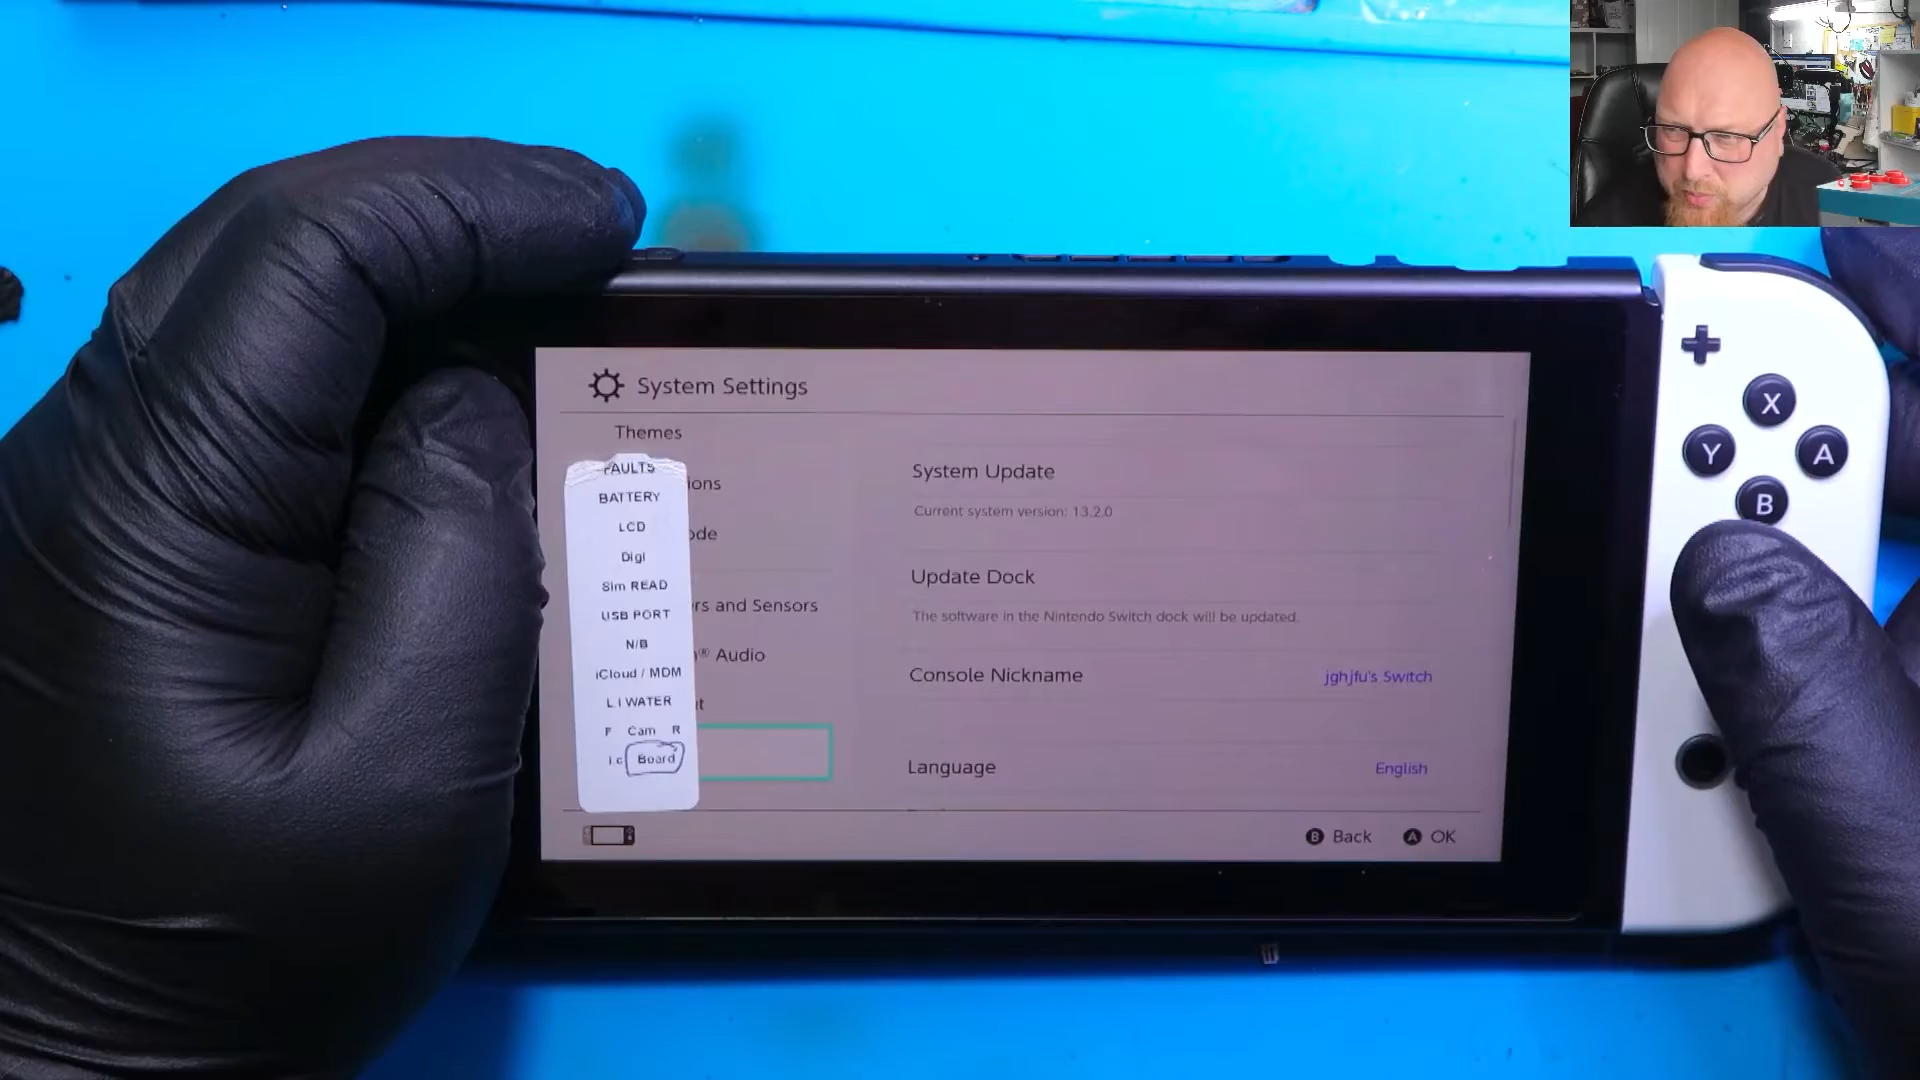 System Settings
Themes
ions
ode
rs and Sensors
® Audio
t
FAULTS
BATTERY
LCD
Digi
Sim READ
USB PORT
N/B
iCloud / MDM
L.I WATER
F Cam R
i.c Board
System Update
Current system version: 13.2.0
Update Dock
The software in the Nintendo Switch dock will be updated.
Console Nickname jghjfu's Switch
Language English
B Back A OK
X
Y A
B